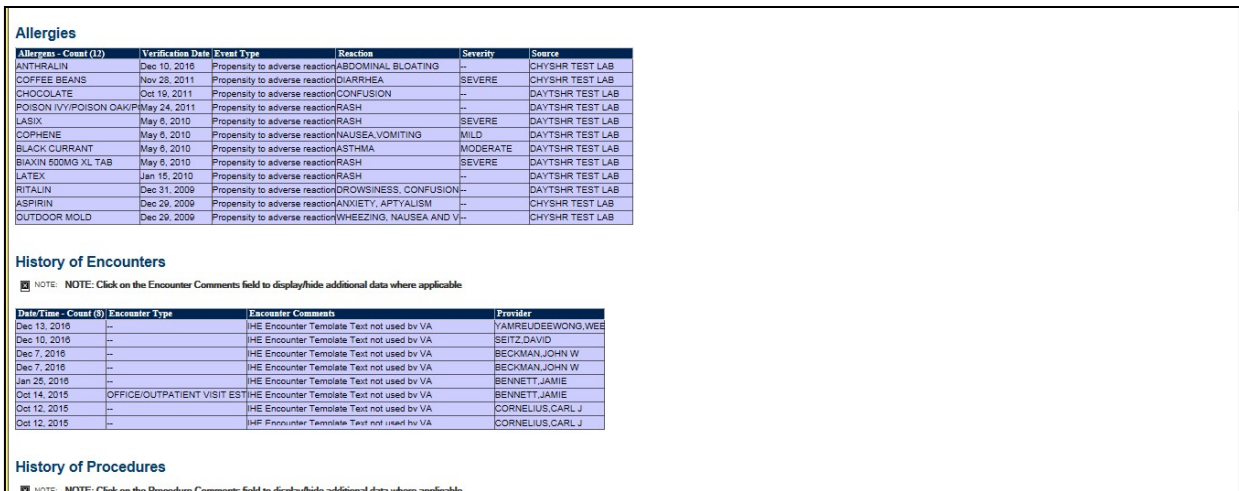 Allergies
Allergens - Count (12) Verification Date Event Type Reaction Severity Source
ANTHRALIN Dec 10, 2016 Propensity to adverse reaction ABDOMINAL BLOATING -- CHYSHR TEST LAB
COFFEE BEANS Nov 28, 2011 Propensity to adverse reaction DIARRHEA SEVERE CHYSHR TEST LAB
CHOCOLATE Oct 19, 2011 Propensity to adverse reaction CONFUSION -- DAYTSHR TEST LAB
POISON IVY/POISON OAK/P May 24, 2011 Propensity to adverse reaction RASH -- DAYTSHR TEST LAB
LASIX May 6, 2010 Propensity to adverse reaction RASH SEVERE DAYTSHR TEST LAB
COPHENE May 6, 2010 Propensity to adverse reaction NAUSEA,VOMITING MILD DAYTSHR TEST LAB
BLACK CURRANT May 6, 2010 Propensity to adverse reaction ASTHMA MODERATE DAYTSHR TEST LAB
BIAXIN 500MG XL TAB May 6, 2010 Propensity to adverse reaction RASH SEVERE DAYTSHR TEST LAB
LATEX Jan 15, 2010 Propensity to adverse reaction RASH -- DAYTSHR TEST LAB
RITALIN Dec 31, 2009 Propensity to adverse reaction DROWSINESS, CONFUSION -- DAYTSHR TEST LAB
ASPIRIN Dec 29, 2009 Propensity to adverse reaction ANXIETY, APTYALISM -- CHYSHR TEST LAB
OUTDOOR MOLD Dec 29, 2009 Propensity to adverse reaction WHEEZING, NAUSEA AND V -- CHYSHR TEST LAB
History of Encounters
NOTE: NOTE: Click on the Encounter Comments field to display/hide additional data where applicable
Date/Time - Count (8) Encounter Type Encounter Comments Provider
Dec 13, 2016 -- IHE Encounter Template Text not used by VA YAMREUDEEWONG,WEE
Dec 10, 2016 -- IHE Encounter Template Text not used by VA SEITZ,DAVID
Dec 7, 2016 -- IHE Encounter Template Text not used by VA BECKMAN,JOHN W
Dec 7, 2016 -- IHE Encounter Template Text not used by VA BECKMAN,JOHN W
Jan 25, 2016 -- IHE Encounter Template Text not used by VA BENNETT,JAMIE
Oct 14, 2015 OFFICE/OUTPATIENT VISIT EST IHE Encounter Template Text not used by VA BENNETT,JAMIE
Oct 12, 2015 -- IHE Encounter Template Text not used by VA CORNELIUS,CARL J
Oct 12, 2015 -- IHE Encounter Template Text not used by VA CORNELIUS,CARL J
History of Procedures
NOTE: NOTE: Click on the Procedure Comments field to display/hide additional data where applicable